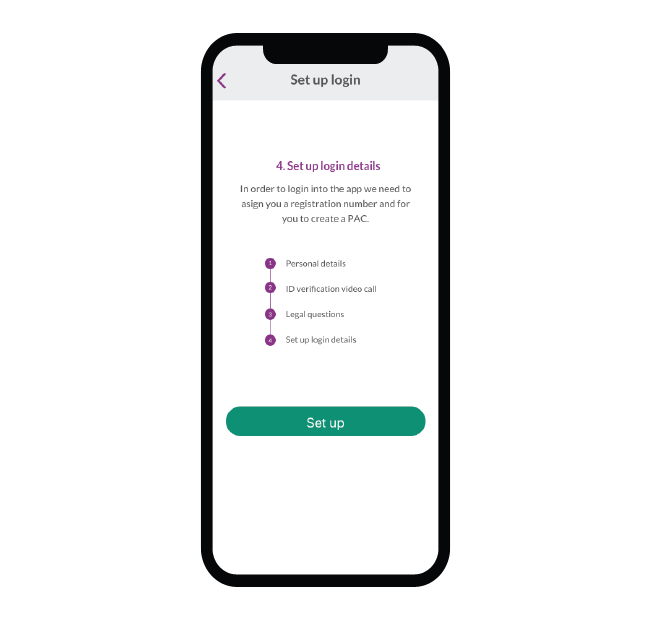 Set up login
4. Set up login details
In order to login into the app we need to
asign you a registration number and for
you to create a PAC.
1 Personal details
2 ID verification video call
3 Legal questions
4 Set up login details
Set up